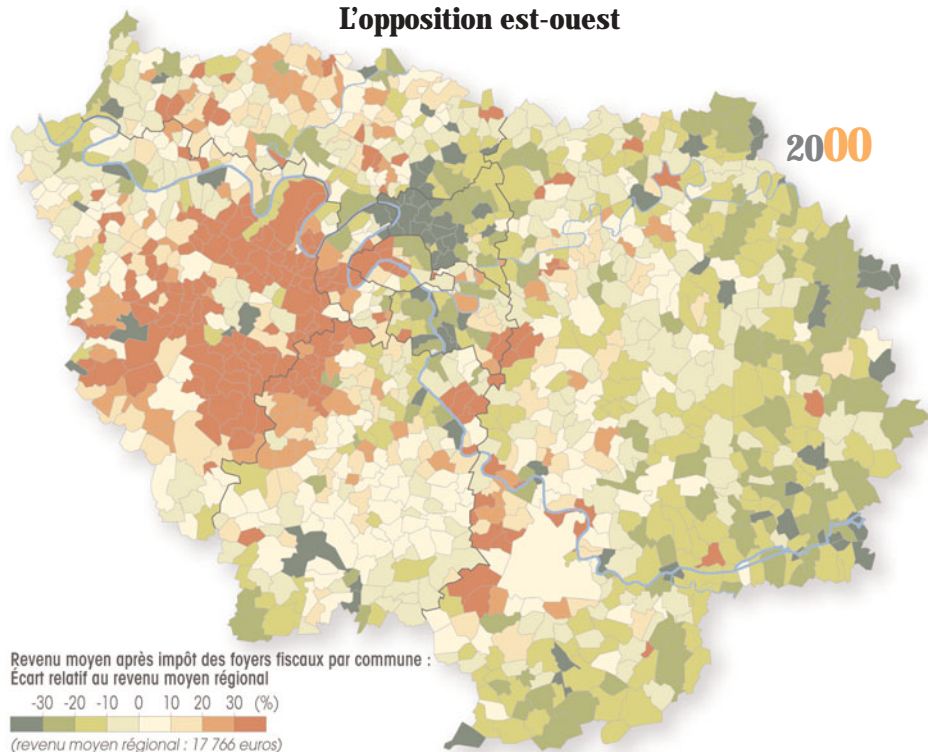 L'opposition est-ouest
2000
Revenu moyen après impôt des foyers fiscaux par commune :
Écart relatif au revenu moyen régional
-30 -20 -10 0 10 20 30 (%)
(revenu moyen régional : 17 766 euros)